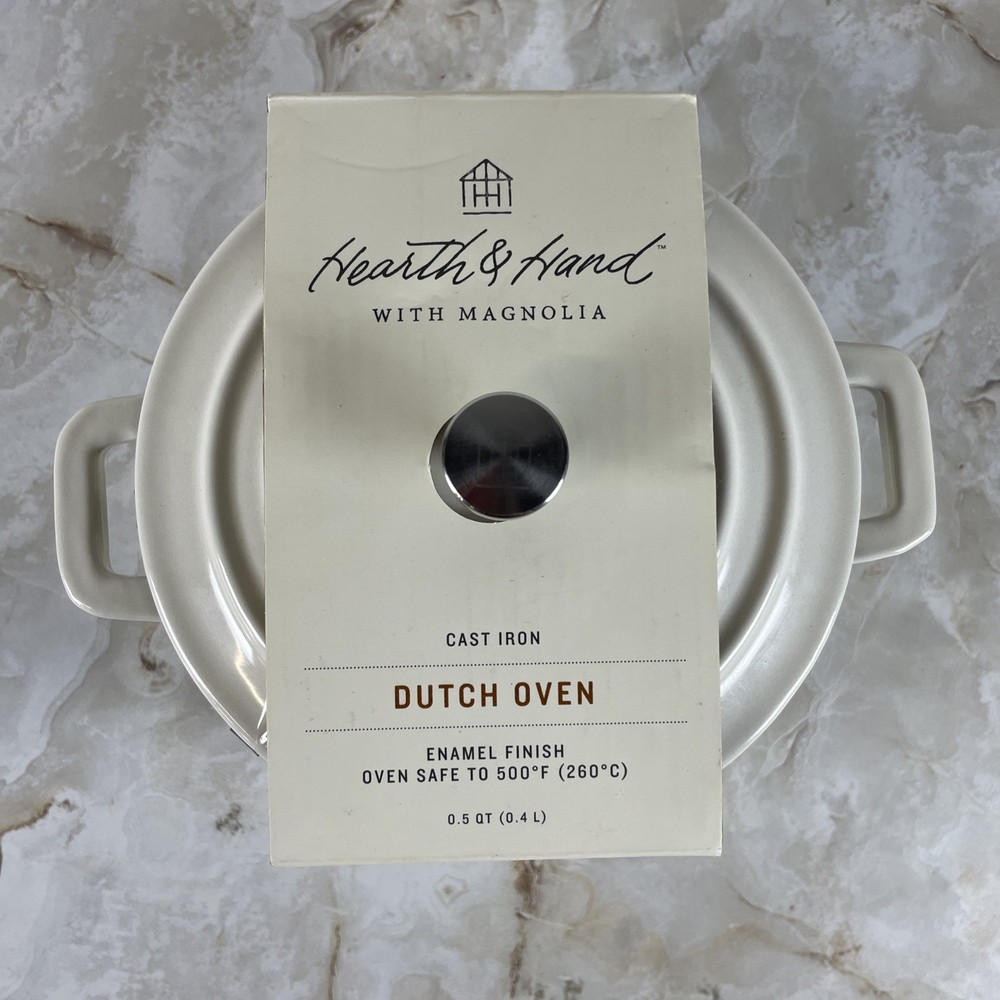 Hearth & Hand™
WITH MAGNOLIA
CAST IRON
DUTCH OVEN
ENAMEL FINISH
OVEN SAFE TO 500°F (260°C)
0.5 QT (0.4 L)